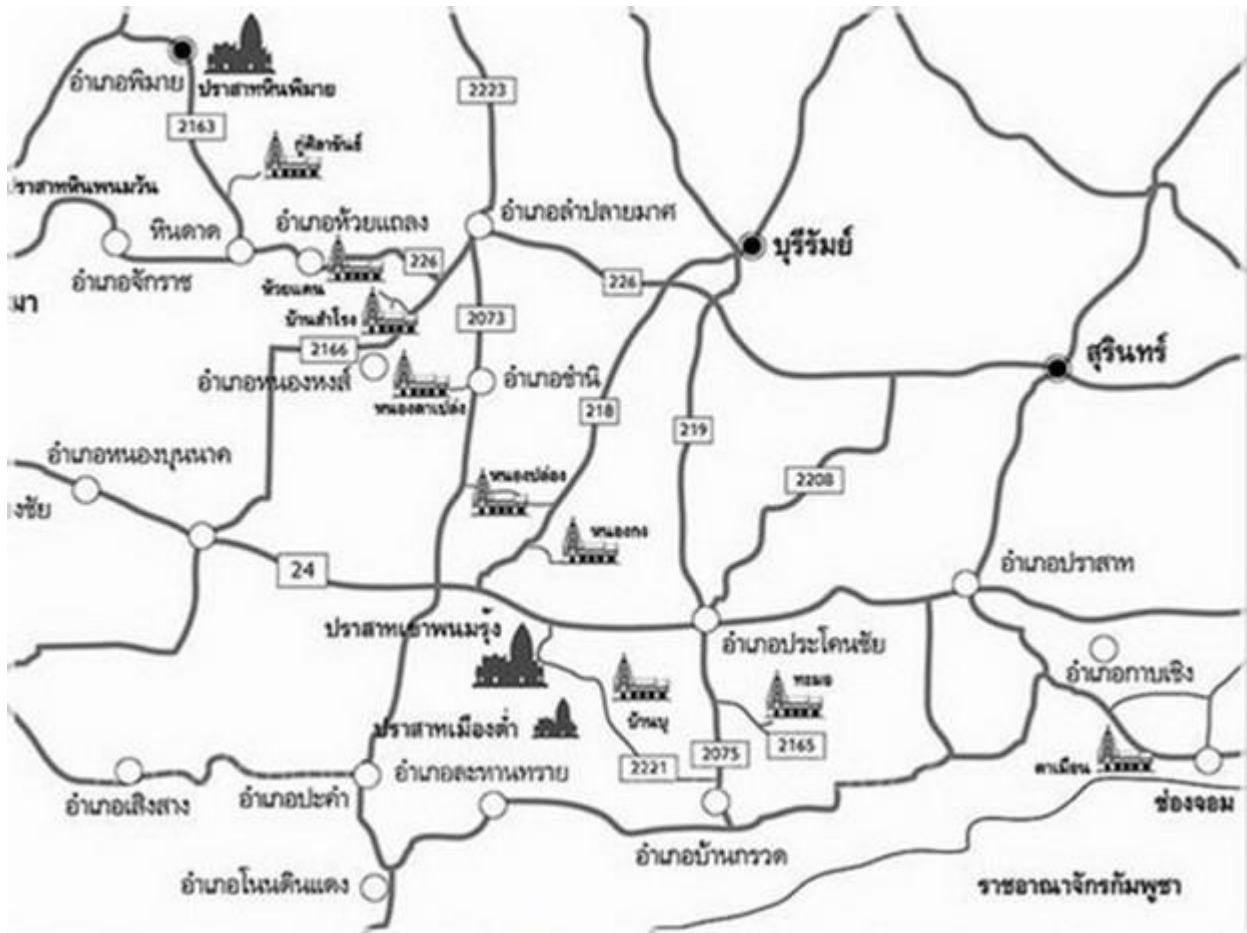 อำเภอพิมาย
ปราสาทหินพิมาย
2223
2163
กู่ศิลาขันธ์
ปราสาทหินพนมวัน
หินดาด
อำเภอห้วยแถลง
อำเภอลำปลายมาศ
บุรีรัมย์
อำเภอจักราช
226
ห้วยแคน
226
มา
บ้านสำโรง
2073
2166
สุรินทร์
อำเภอหนองหงส์
อำเภอชำนิ
หนองตาเปล่ง
218
219
อำเภอหนองบุนนาค
หนองปล่อง
2208
งชัย
หนองกง
24
อำเภอปราสาท
ปราสาทเขาพนมรุ้ง
อำเภอประโคนชัย
อำเภอกาบเชิง
ทะมอ
บ้านบุ
ปราสาทเมืองต่ำ
2165
2075
2221
ตาเมือน
อำเภอละหานทราย
อำเภอเสิงสาง
อำเภอปะคำ
ช่องจอม
อำเภอบ้านกรวด
อำเภอโนนดินแดง
ราชอาณาจักรกัมพูชา